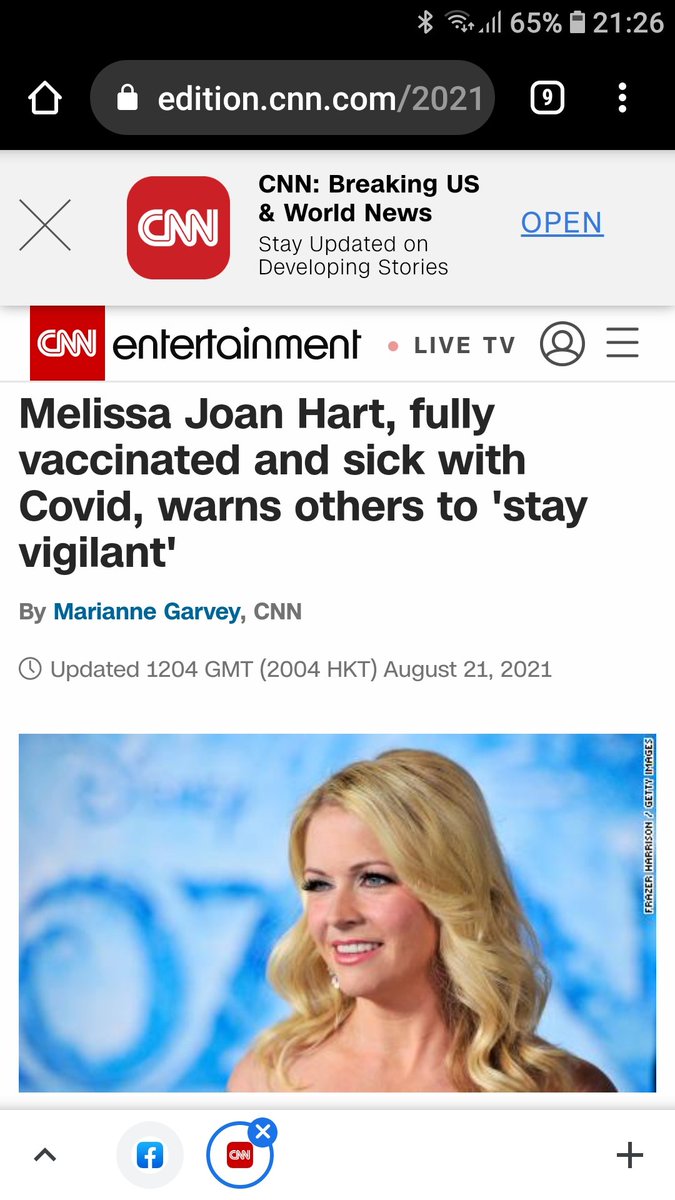 65% 21:26
edition.cnn.com/2021
9
CNN
CNN: Breaking US
& World News
Stay Updated on
Developing Stories
OPEN
CNN entertainment • LIVE TV
Melissa Joan Hart, fully
vaccinated and sick with
Covid, warns others to 'stay
vigilant'
By Marianne Garvey, CNN
Updated 1204 GMT (2004 HKT) August 21, 2021
Disney
OZ
FRAZER HARRISON / GETTY IMAGES
CNN